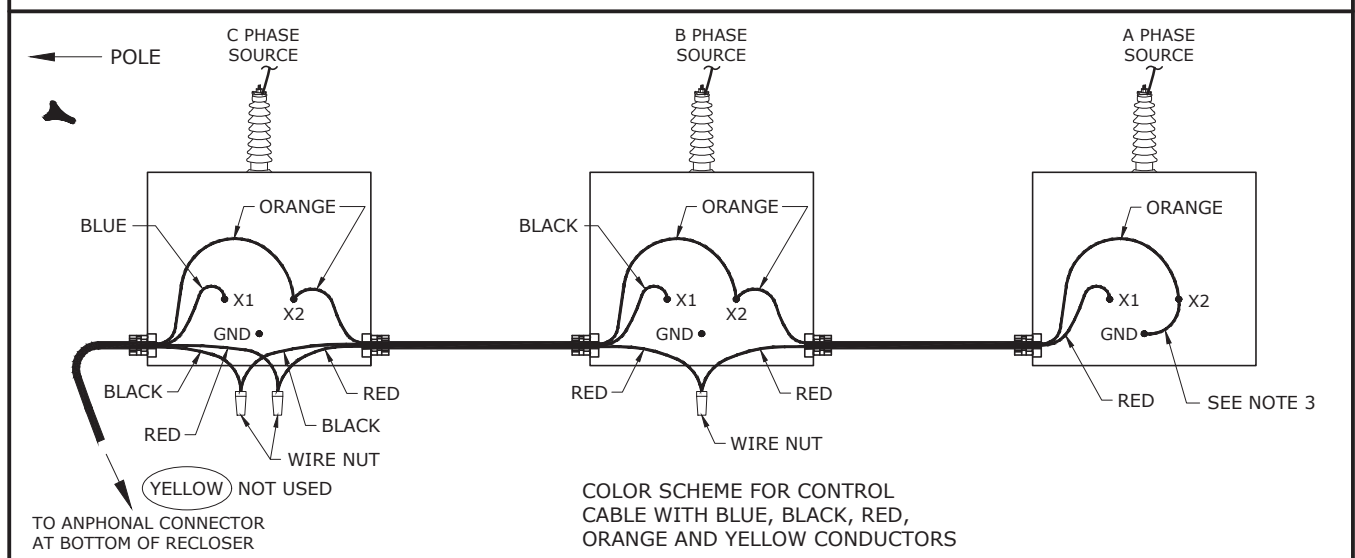 POLE
C PHASE
SOURCE
B PHASE
SOURCE
A PHASE
SOURCE
BLUE
ORANGE
X1
X2
GND
BLACK
RED
BLACK
RED
WIRE NUT
YELLOW NOT USED
TO ANPHONAL CONNECTOR
AT BOTTOM OF RECLOSER
BLACK
ORANGE
X1
X2
GND
RED
RED
WIRE NUT
ORANGE
X1
X2
GND
RED
SEE NOTE 3
COLOR SCHEME FOR CONTROL
CABLE WITH BLUE, BLACK, RED,
ORANGE AND YELLOW CONDUCTORS